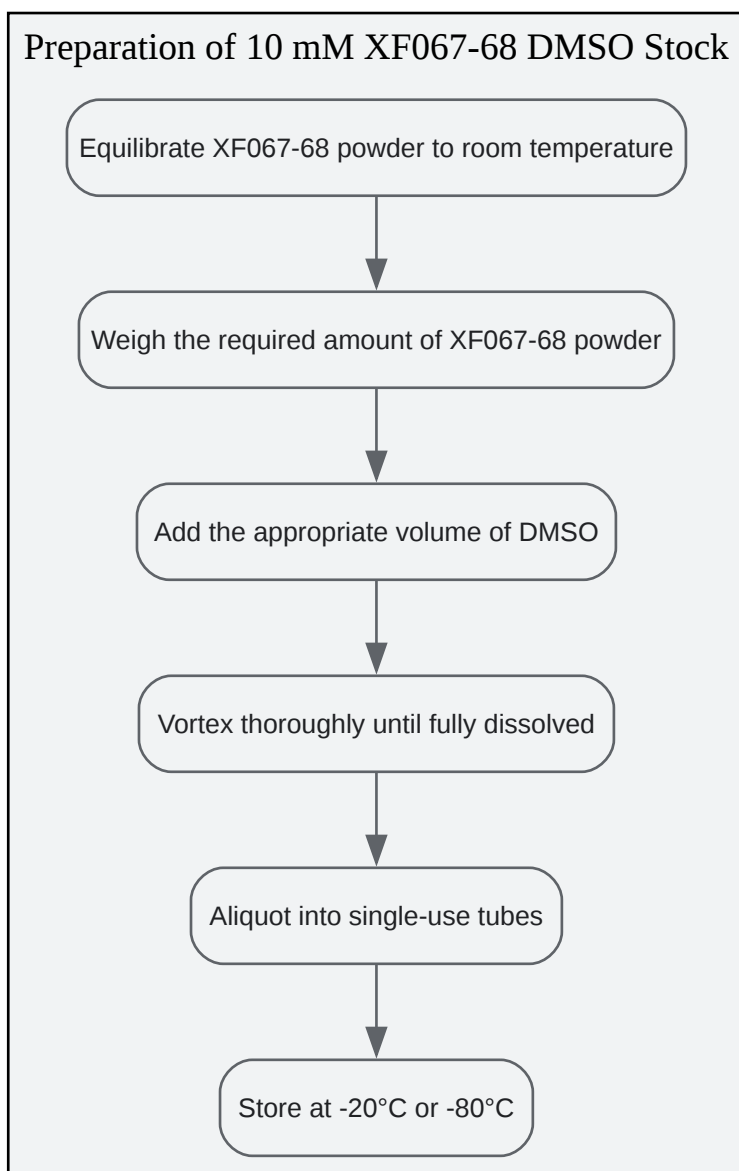 Preparation of 10 mM XF067-68 DMSO Stock
Equilibrate XF067-68 powder to room temperature
Weigh the required amount of XF067-68 powder
Add the appropriate volume of DMSO
Vortex thoroughly until fully dissolved
Aliquot into single-use tubes
Store at -20°C or -80°C